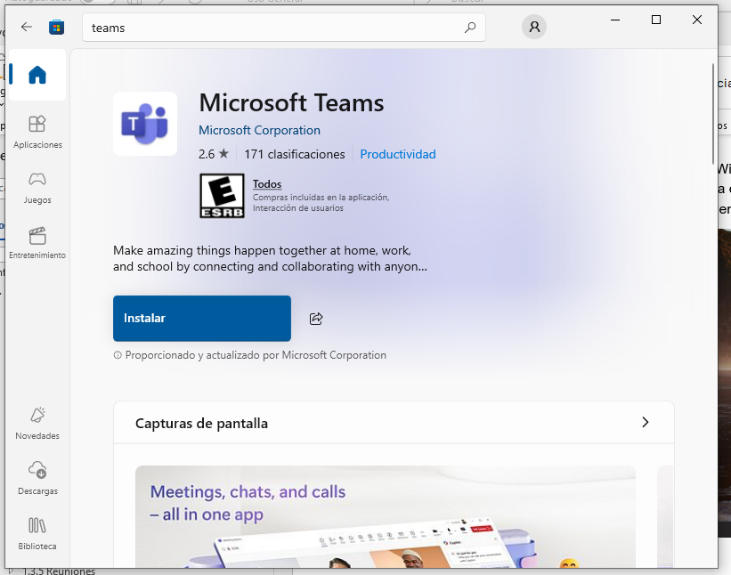 teams
Microsoft Teams
Microsoft Corporation
2.6 ★ 171 clasificaciones Productividad
E
ESRB
Todos
Compras incluidas en la aplicación,
Interacción de usuarios
Make amazing things happen together at home, work,
and school by connecting and collaborating with anyon...
Instalar
Proporcionado y actualizado por Microsoft Corporation
Capturas de pantalla
Meetings, chats, and calls
– all in one app
Aplicaciones
Juegos
Entretenimiento
Novedades
Descargas
Biblioteca
1.3.5 Reuniones